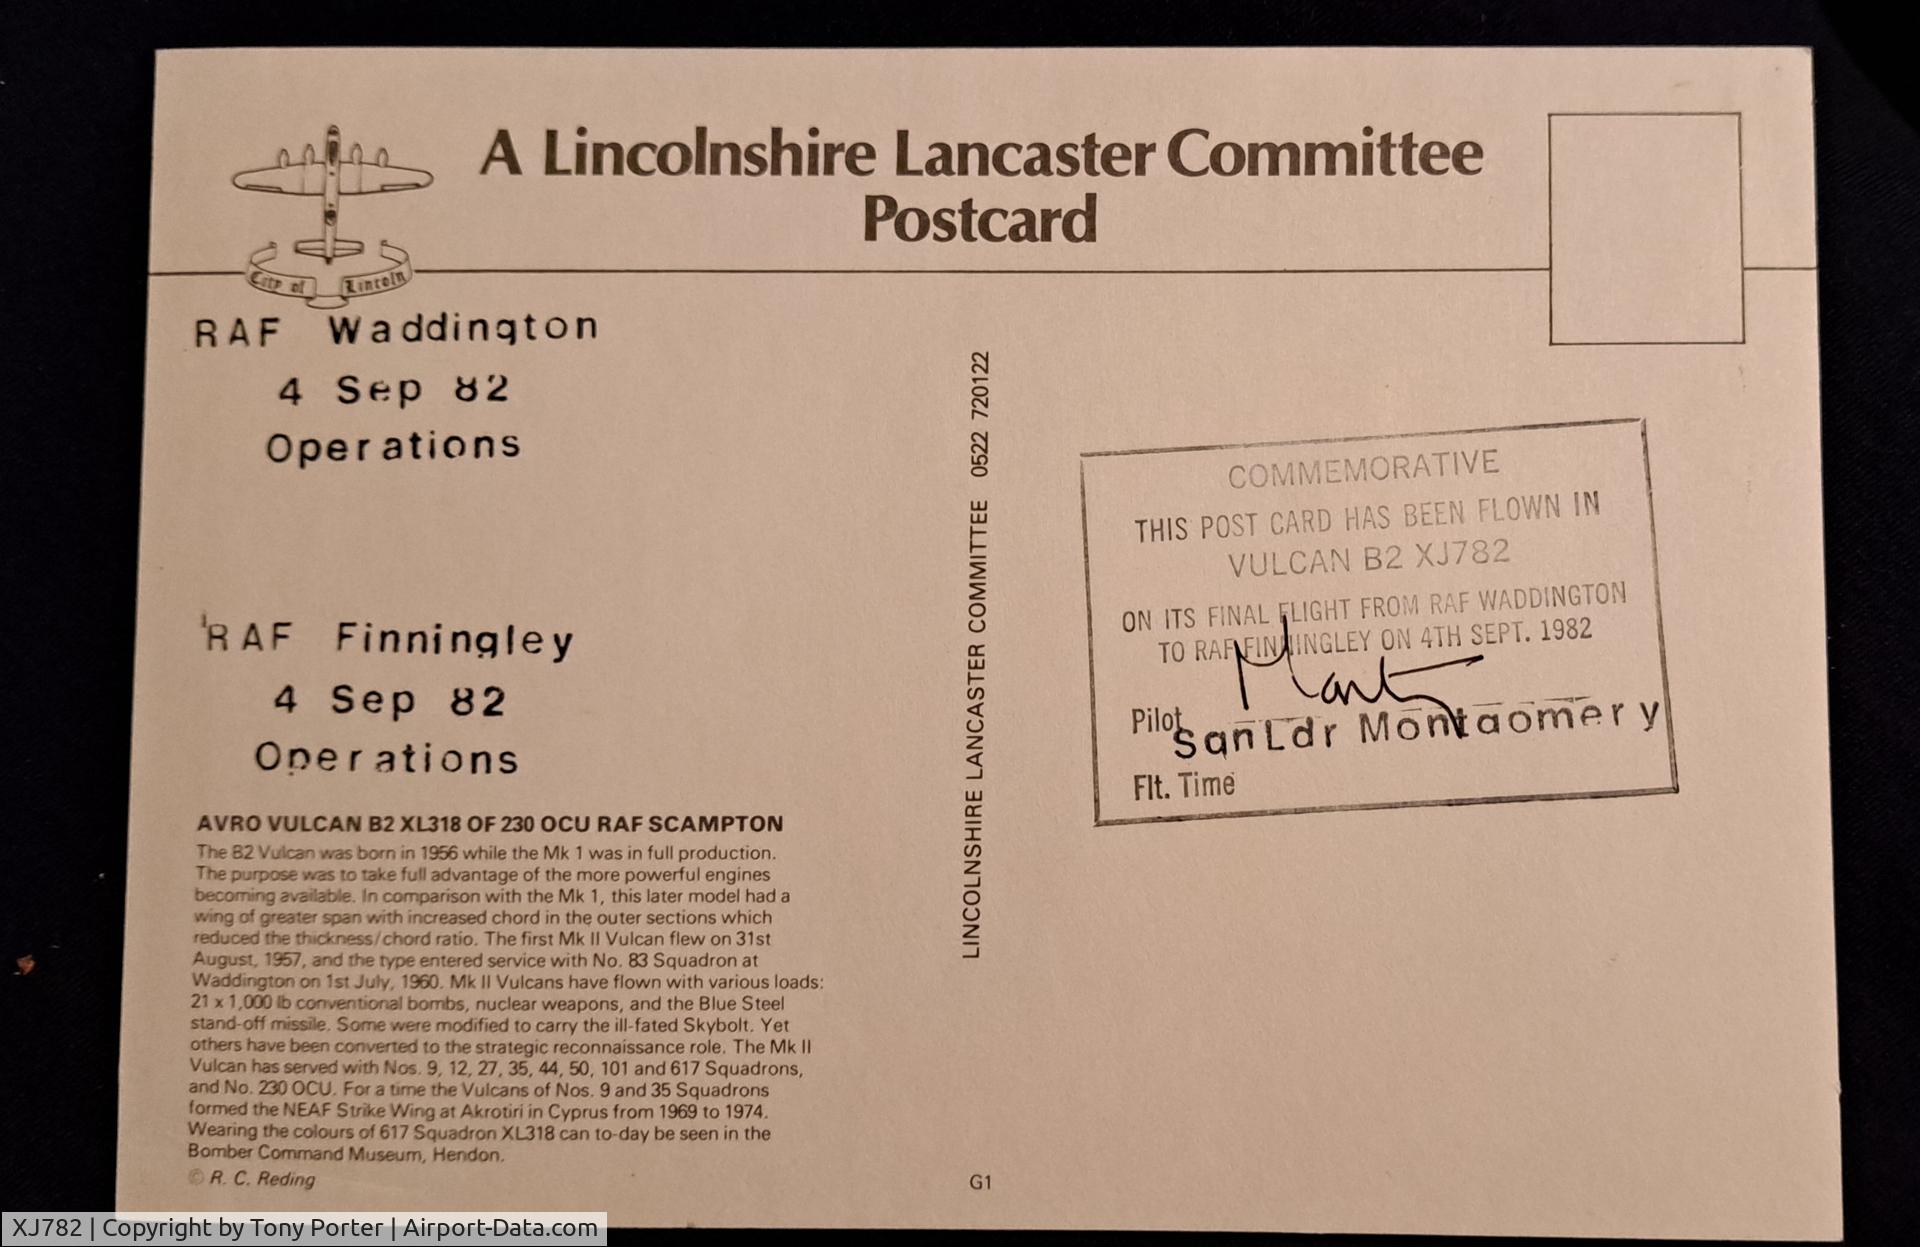 A Lincolnshire Lancaster Committee
Postcard
City of Lincoln
RAF Waddington
4 Sep 82
Operations
RAF Finningley
4 Sep 82
Operations
AVRO VULCAN B2 XL318 OF 230 OCU RAF SCAMPTON
The B2 Vulcan was born in 1956 while the Mk 1 was in full production.
The purpose was to take full advantage of the more powerful engines
becoming available. In comparison with the Mk 1, this later model had a
wing of greater span with increased chord in the outer sections which
reduced the thickness/chord ratio. The first Mk II Vulcan flew on 31st
August, 1957, and the type entered service with No. 83 Squadron at
Waddington on 1st July, 1960. Mk II Vulcans have flown with various loads:
21 x 1,000 lb conventional bombs, nuclear weapons, and the Blue Steel
stand-off missile. Some were modified to carry the ill-fated Skybolt. Yet
others have been converted to the strategic reconnaissance role. The Mk II
Vulcan has served with Nos. 9, 12, 27, 35, 44, 50, 101 and 617 Squadrons,
and No. 230 OCU. For a time the Vulcans of Nos. 9 and 35 Squadrons
formed the NEAF Strike Wing at Akrotiri in Cyprus from 1969 to 1974.
Wearing the colours of 617 Squadron XL318 can to-day be seen in the
Bomber Command Museum, Hendon.
© R. C. Reding
LINCOLNSHIRE LANCASTER COMMITTEE 0522 720122
G1
COMMEMORATIVE
THIS POST CARD HAS BEEN FLOWN IN
VULCAN B2 XJ782
ON ITS FINAL FLIGHT FROM RAF WADDINGTON
TO RAF FINNINGLEY ON 4TH SEPT. 1982
Pilot SqnLdr Montgomery
Flt. Time
XJ782 | Copyright by Tony Porter | Airport-Data.com